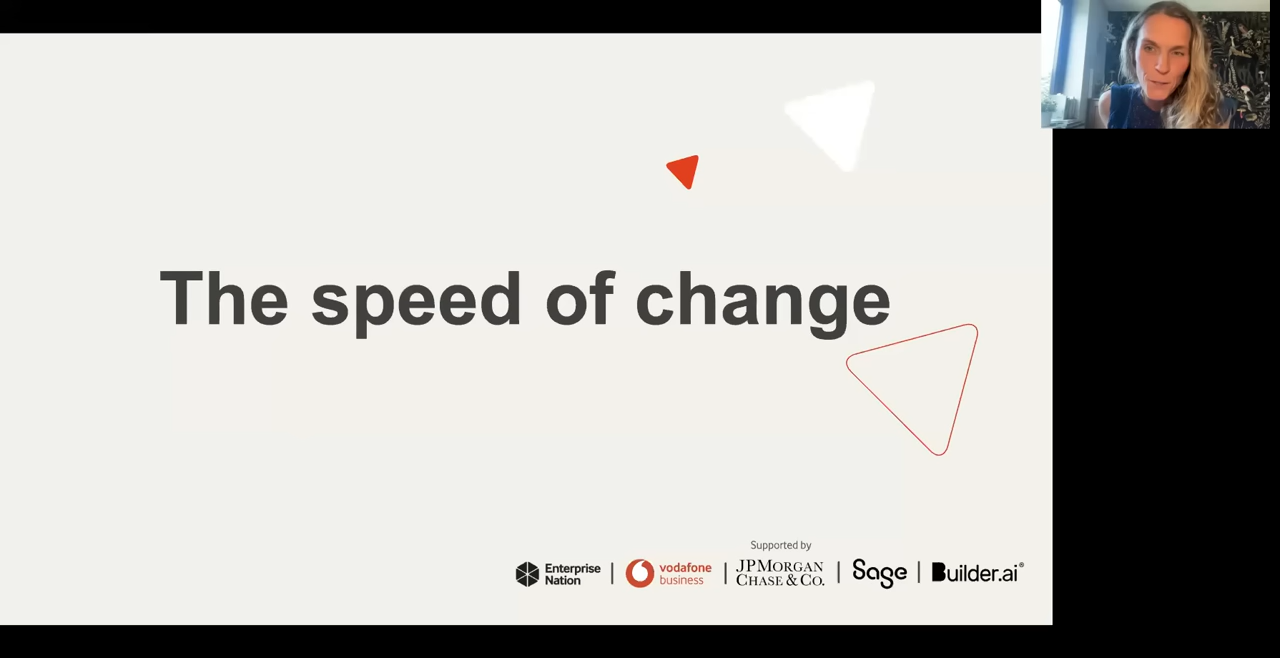 The speed of change
Supported by
Enterprise
Nation
vodafone
business
JPMORGAN
CHASE & CO.
Sage
Builder.ai®